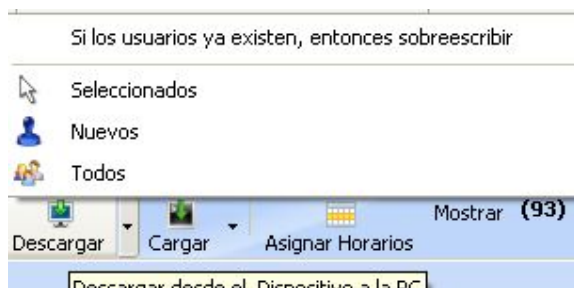 Si los usuarios ya existen, entonces sobreescribir
Seleccionados
Nuevos
Todos
Descargar Cargar Asignar Horarios Mostrar (93)
Descargar desde el Dispositivo a la PC